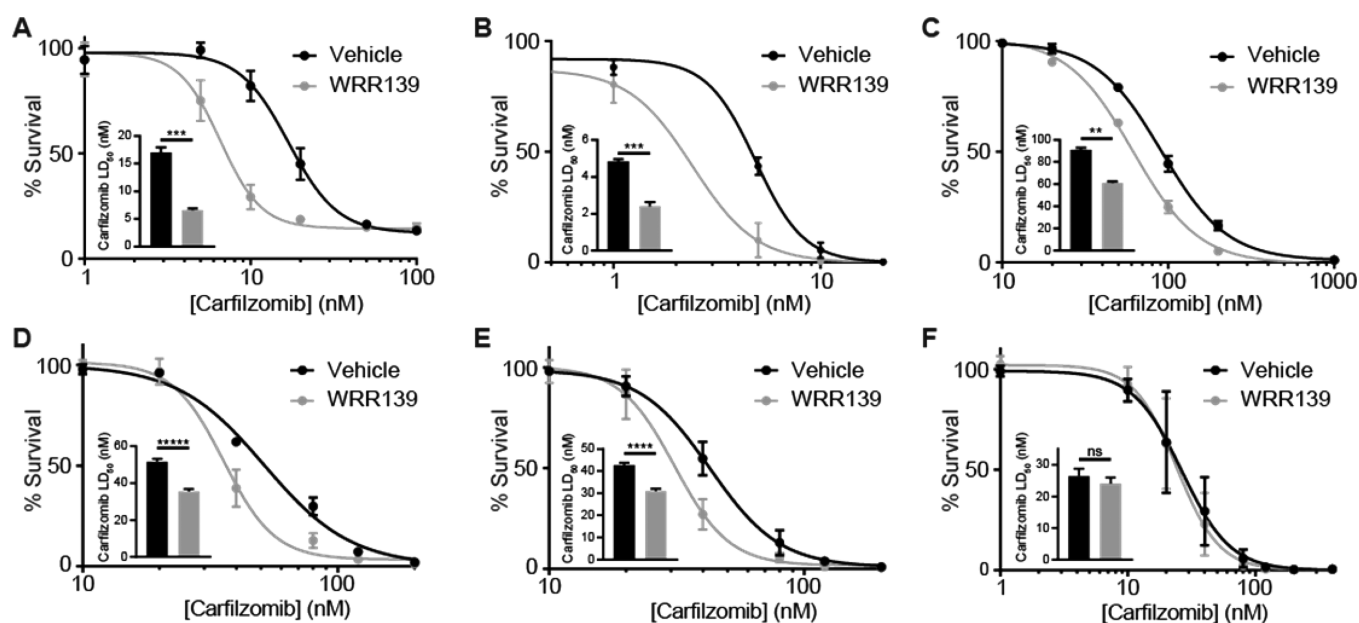 A
100
50
0
1
10
100
% Survival
[Carfilzomib] (nM)
Vehicle
WRR139
Carfilzomib LD50 (nM)
20
15
10
5
0
***
B
100
50
0
1
10
% Survival
[Carfilzomib] (nM)
Vehicle
WRR139
Carfilzomib LD50 (nM)
6
4
2
0
***
C
100
50
0
10
100
1000
% Survival
[Carfilzomib] (nM)
Vehicle
WRR139
Carfilzomib LD50 (nM)
100
80
60
40
20
0
**
D
100
50
0
10
100
% Survival
[Carfilzomib] (nM)
Vehicle
WRR139
Carfilzomib LD50 (nM)
60
40
20
0
*****
E
100
50
0
10
100
% Survival
[Carfilzomib] (nM)
Vehicle
WRR139
Carfilzomib LD50 (nM)
50
40
30
20
10
0
****
F
100
50
0
1
10
100
% Survival
[Carfilzomib] (nM)
Vehicle
WRR139
Carfilzomib LD50 (nM)
30
20
10
0
ns